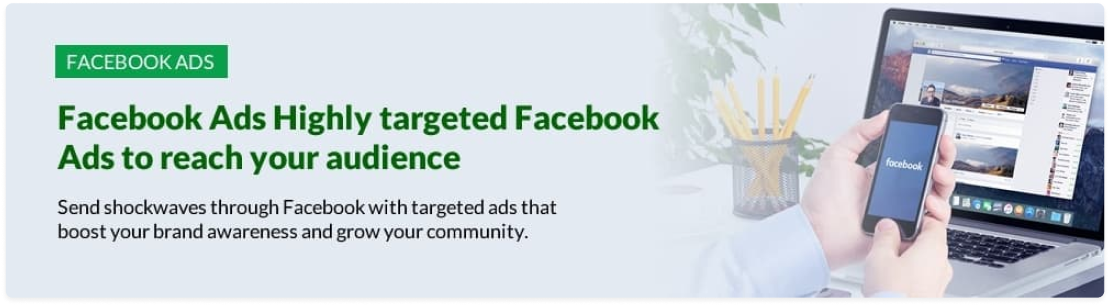 FACEBOOK ADS
Facebook Ads Highly targeted Facebook
Ads to reach your audience
Send shockwaves through Facebook with targeted ads that
boost your brand awareness and grow your community.
facebook